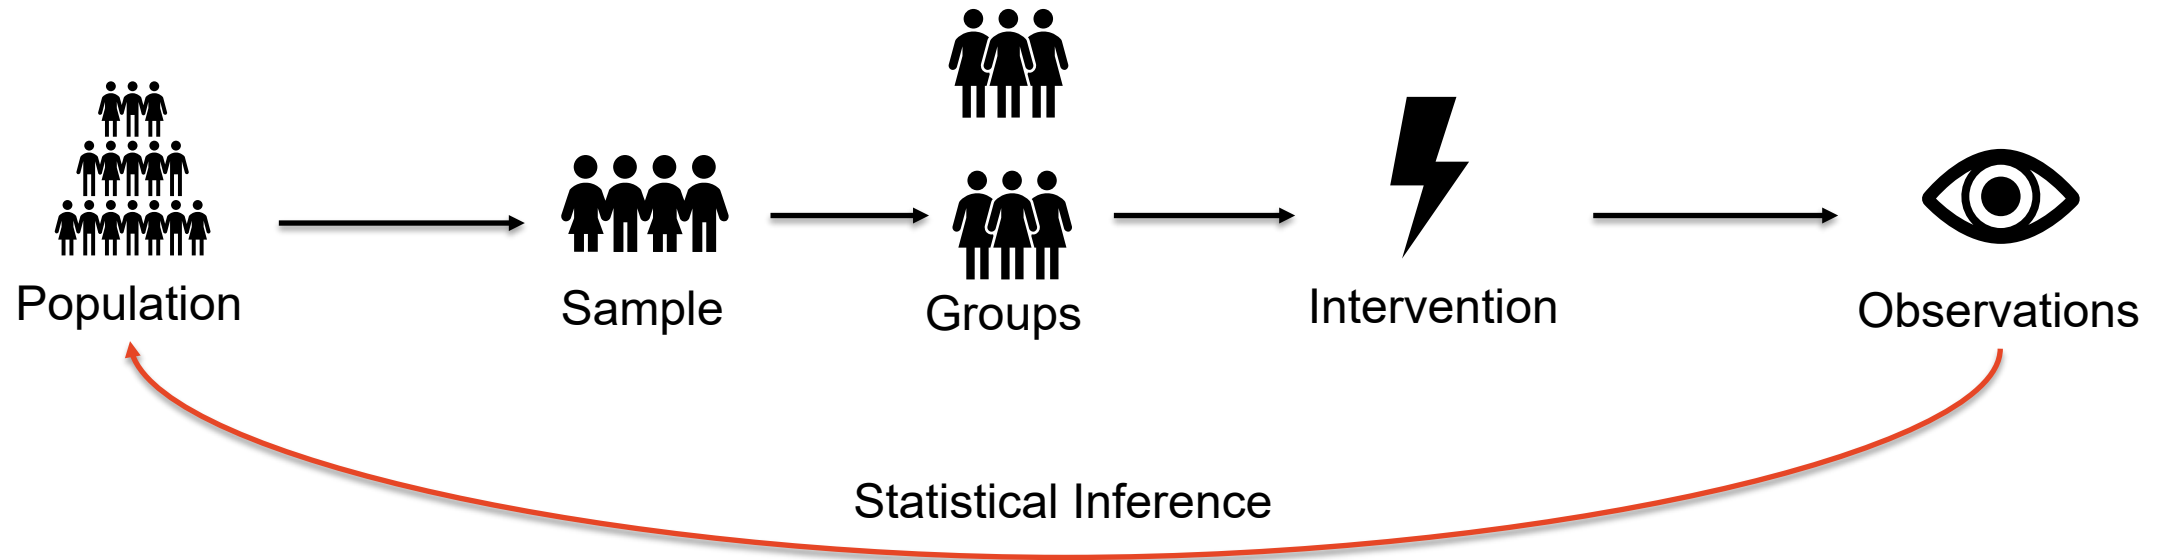 Population
Sample
Groups
Intervention
Observations
Statistical Inference